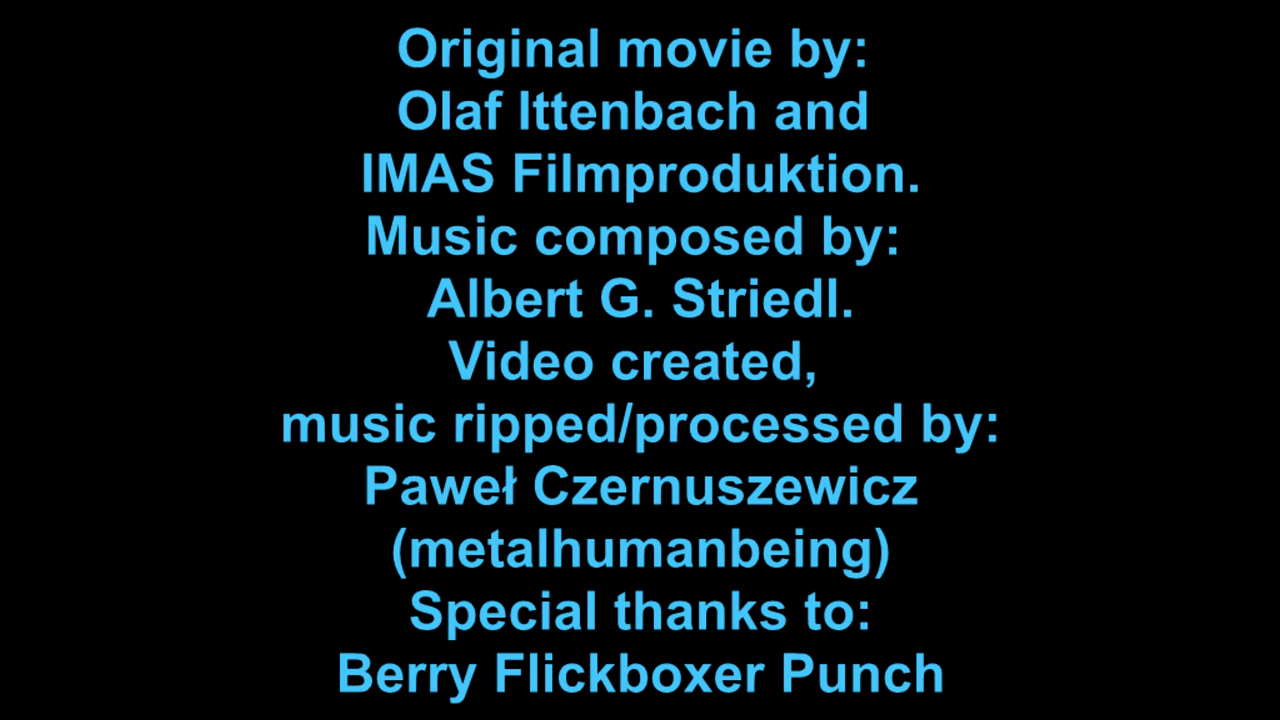 Original movie by:
Olaf Ittenbach and
IMAS Filmproduktion.
Music composed by:
Albert G. Striedl.
Video created,
music ripped/processed by:
Paweł Czernuszewicz
(metalhumanbeing)
Special thanks to:
Berry Flickboxer Punch